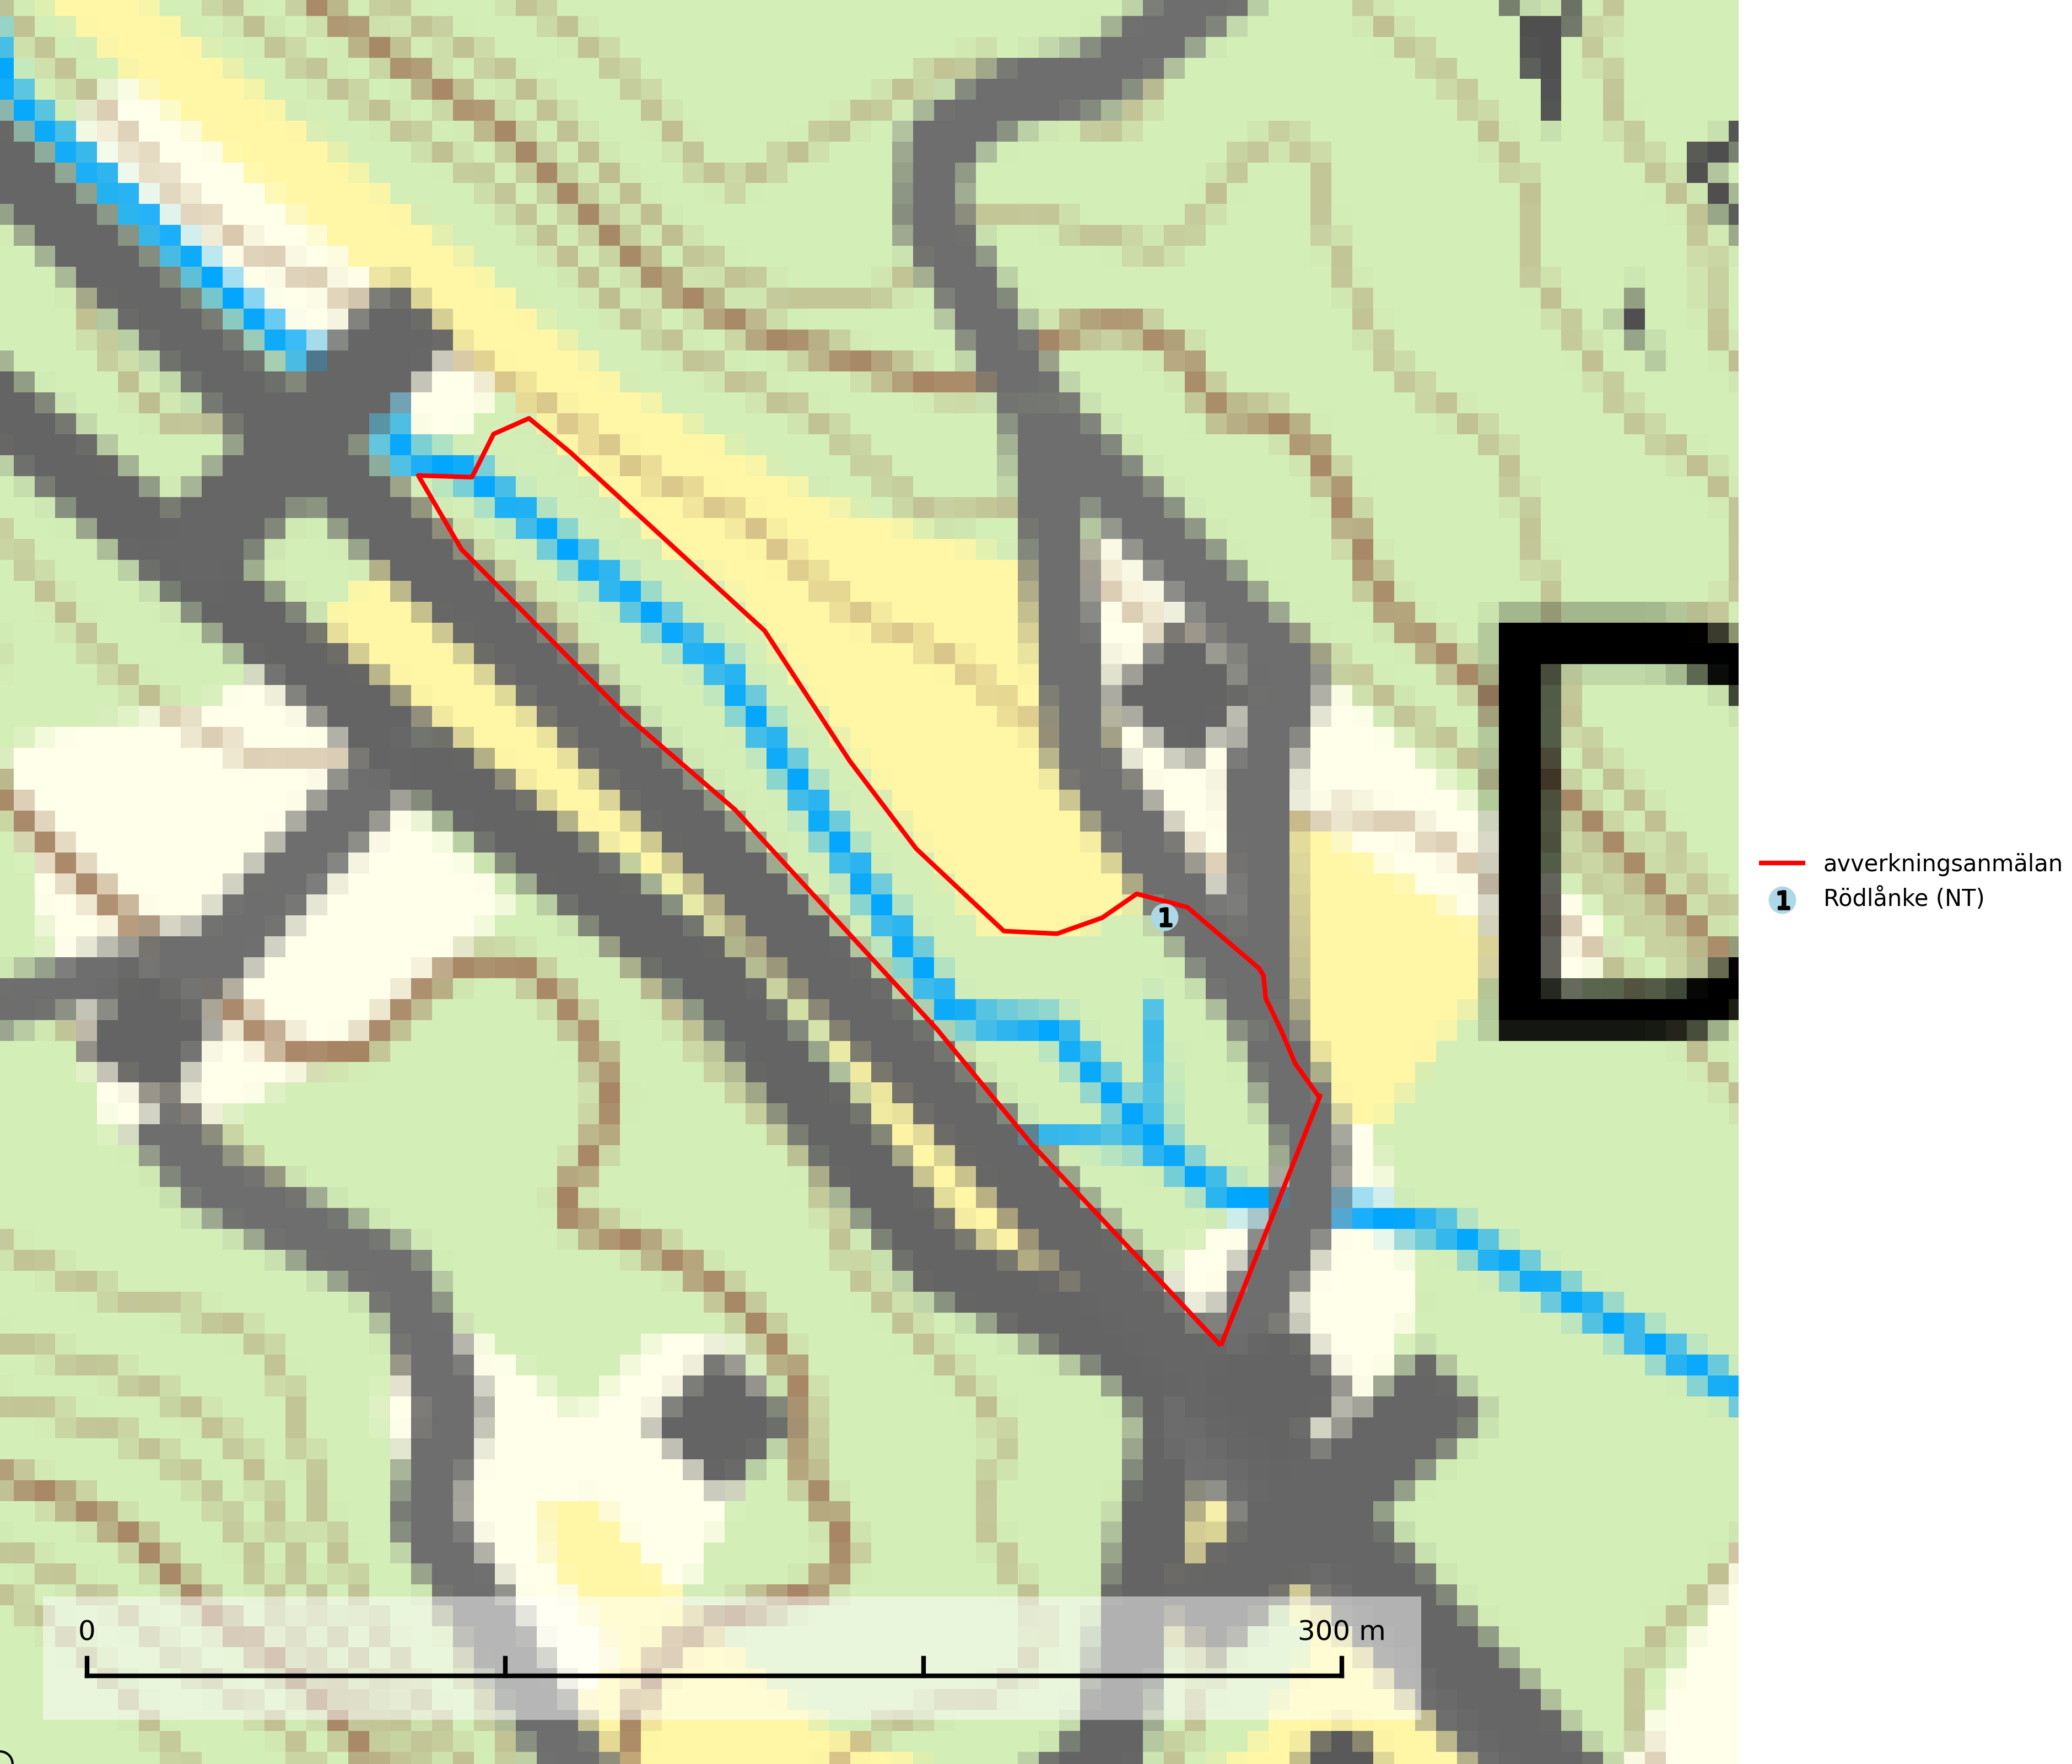 avverkningsanmälan
1
1 Rödlånke (NT)
0 300 m